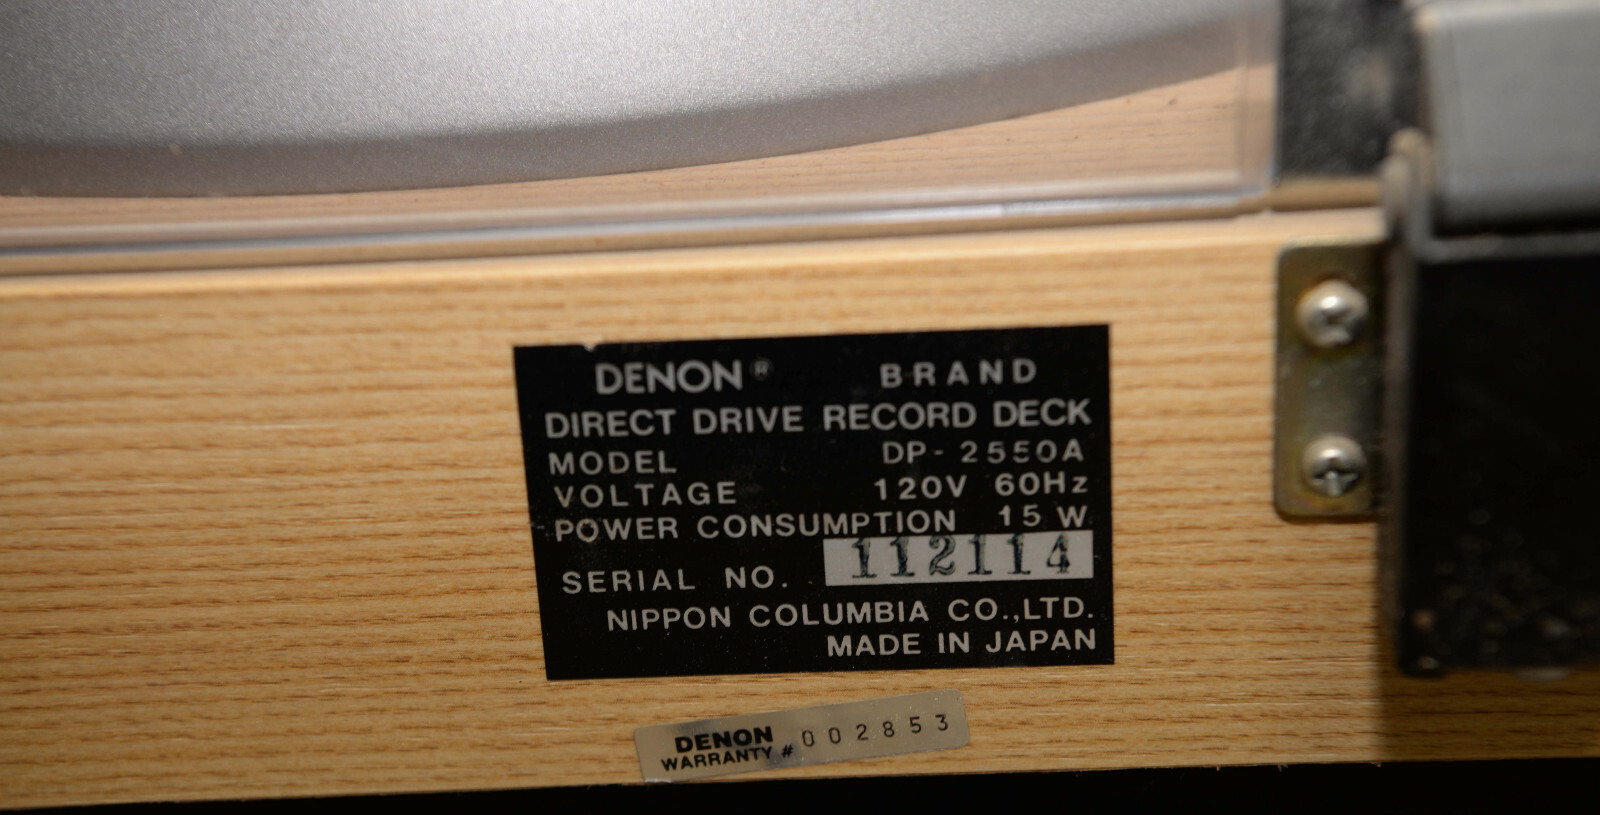 DENON® BRAND
DIRECT DRIVE RECORD DECK
MODEL DP-2550A
VOLTAGE 120V 60Hz
POWER CONSUMPTION 15 W
SERIAL NO. 112114
NIPPON COLUMBIA CO.,LTD.
MADE IN JAPAN
DENON
WARRANTY # 002853